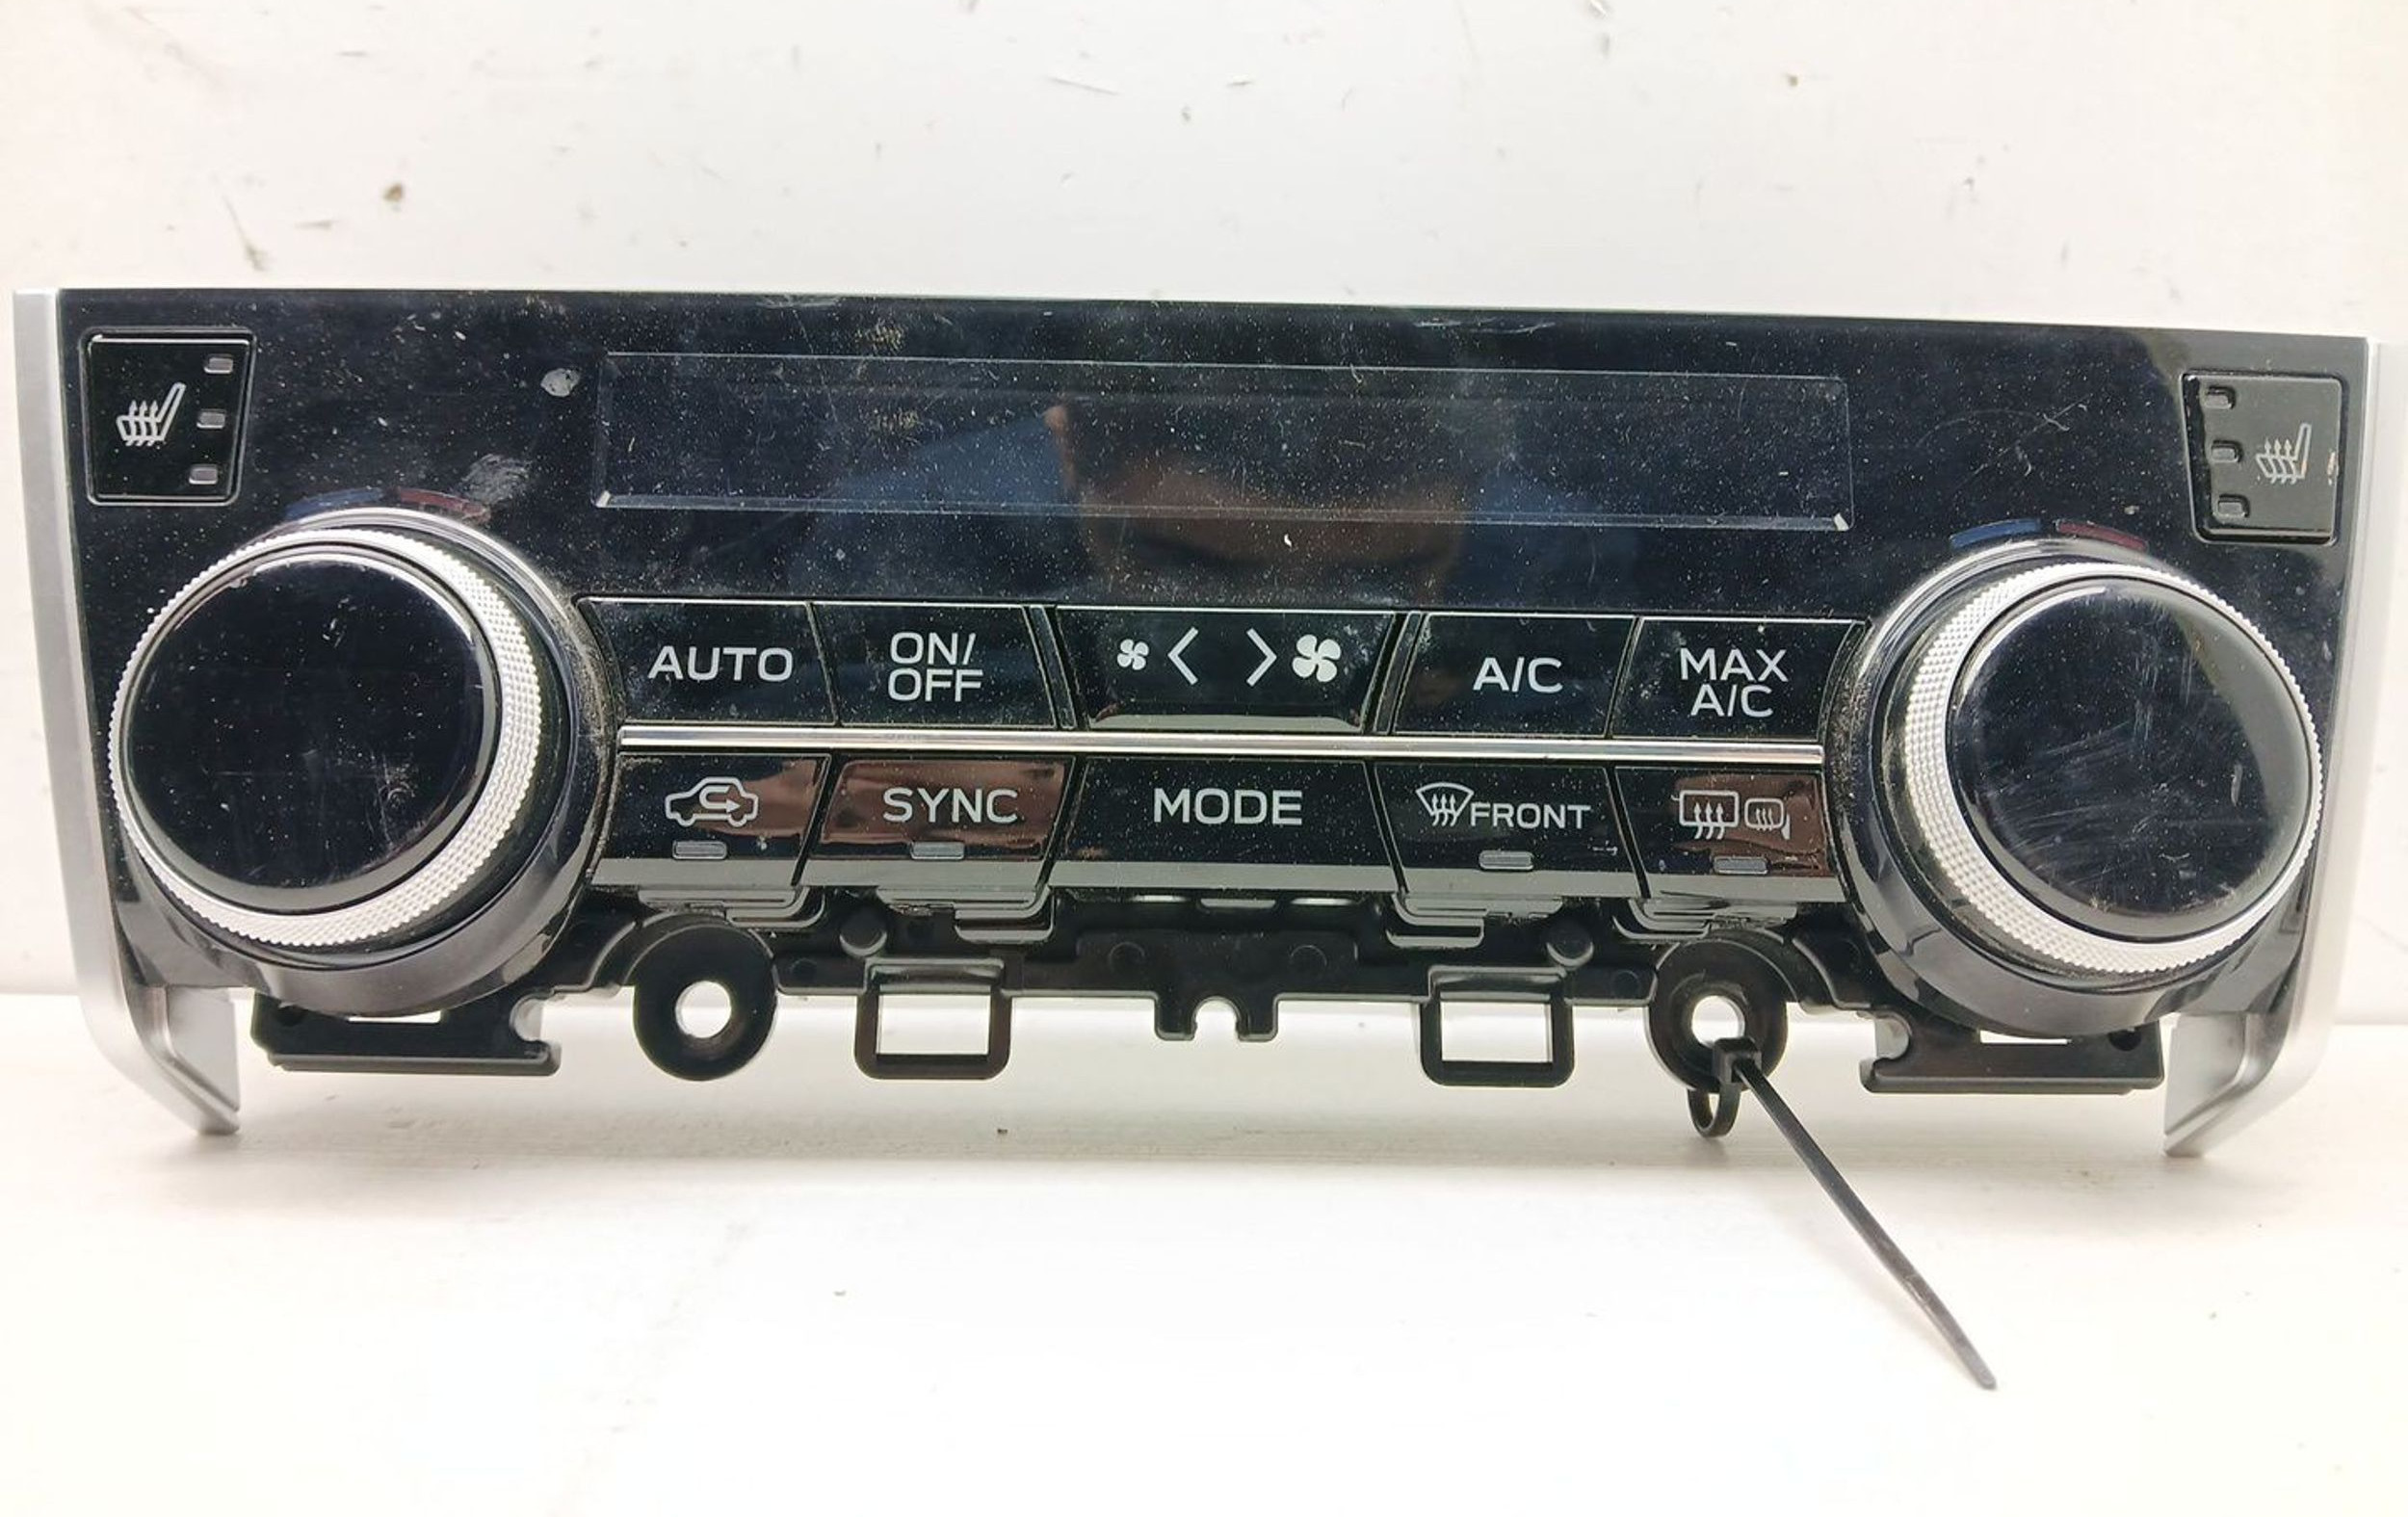 AUTO
ON/
OFF
A/C
MAX
A/C
SYNC
MODE
FRONT